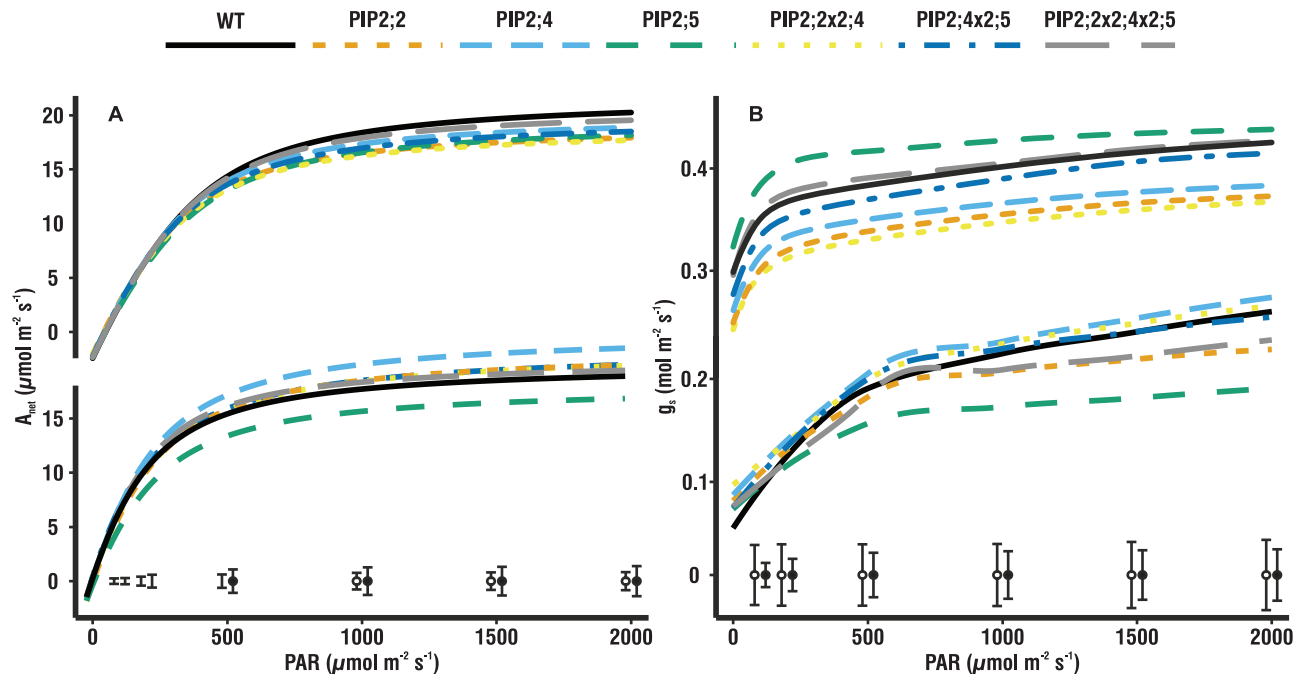 WT PIP2;2 PIP2;4 PIP2;5 PIP2;2x2;4 PIP2;4x2;5 PIP2;2x2;4x2;5
A
20
15
10
5
0
15
10
5
0
A_net (µmol m⁻² s⁻¹)
0 500 1000 1500 2000
PAR (µmol m⁻² s⁻¹)
B
0.4
0.3
0.2
0.1
0
g_s (mol m⁻² s⁻¹)
0 500 1000 1500 2000
PAR (µmol m⁻² s⁻¹)